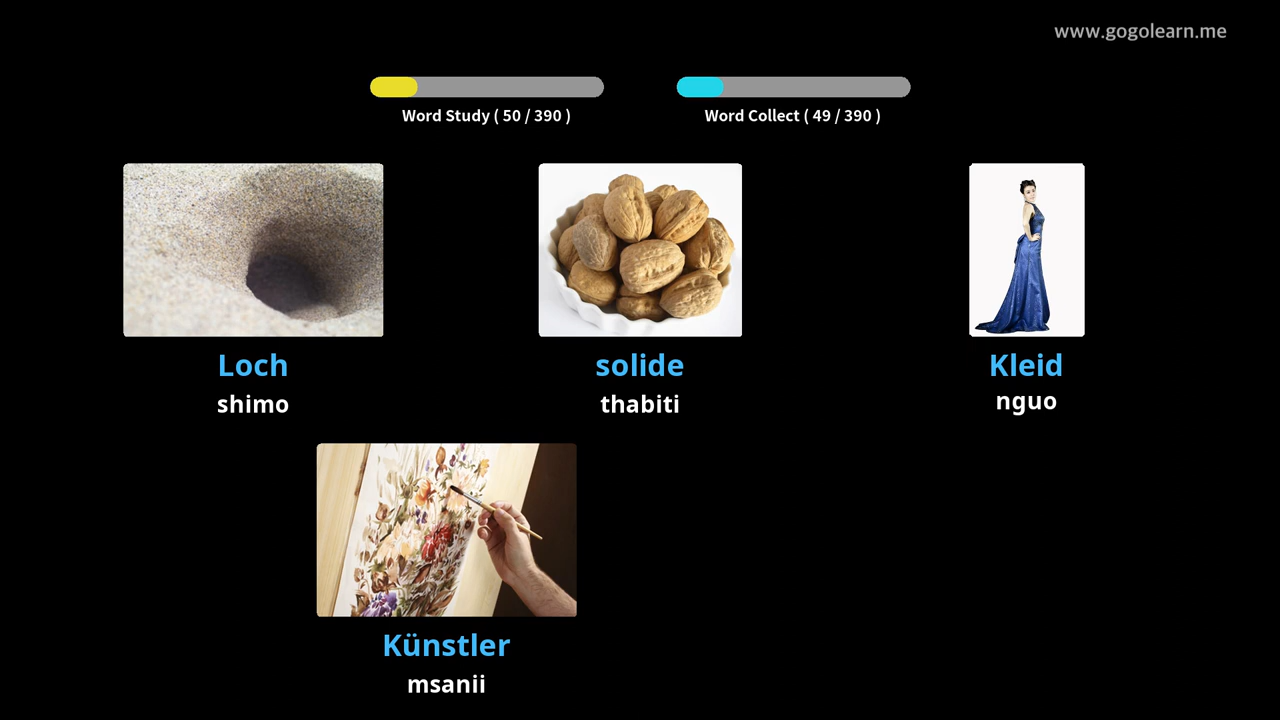 www.gogolearn.me
Word Study ( 50 / 390 )
Word Collect ( 49 / 390 )
Loch
shimo
solide
thabiti
Kleid
nguo
Künstler
msanii